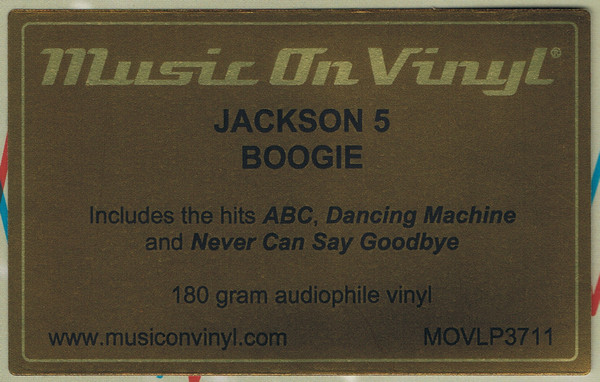 Music On Vinyl®
JACKSON 5
BOOGIE
Includes the hits ABC, Dancing Machine
and Never Can Say Goodbye
180 gram audiophile vinyl
www.musiconvinyl.com MOVLP3711